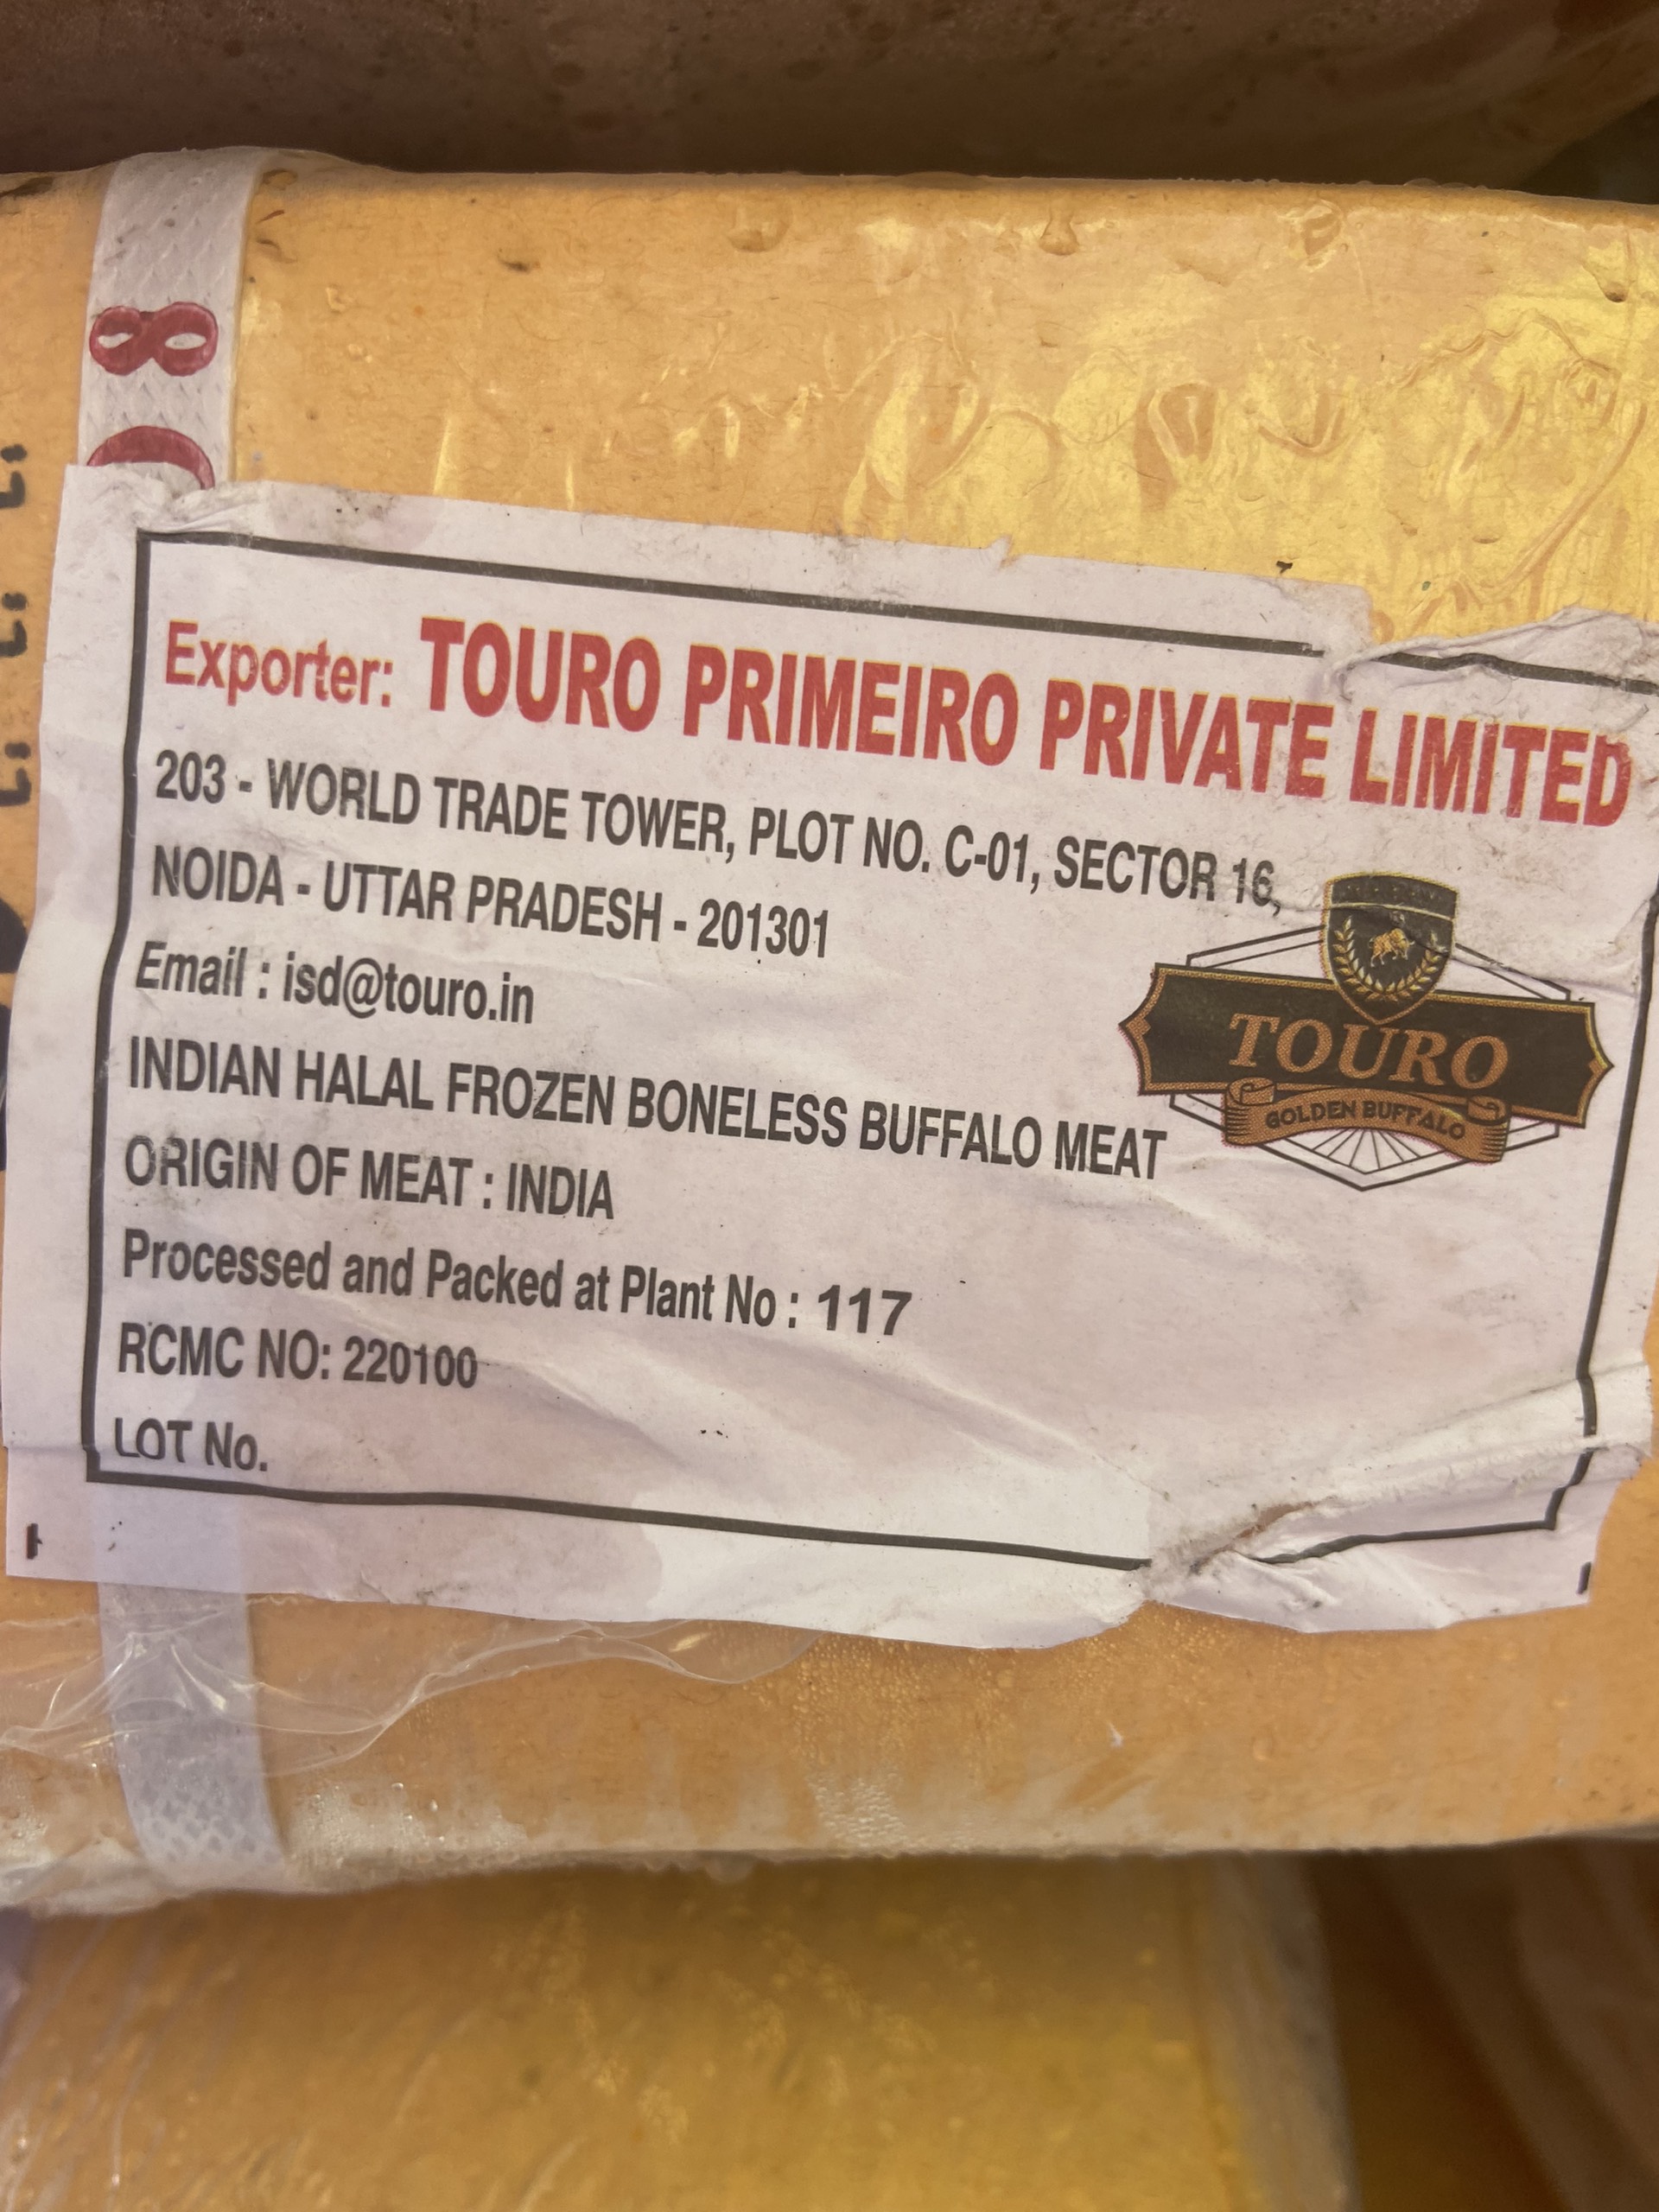 8
Exporter: TOURO PRIMEIRO PRIVATE LIMITED
203 - WORLD TRADE TOWER, PLOT NO. C-01, SECTOR 16,
NOIDA - UTTAR PRADESH - 201301
Email : isd@touro.in
INDIAN HALAL FROZEN BONELESS BUFFALO MEAT
ORIGIN OF MEAT : INDIA
Processed and Packed at Plant No : 117
RCMC NO: 220100
LOT No.
TOURO
GOLDEN BUFFALO